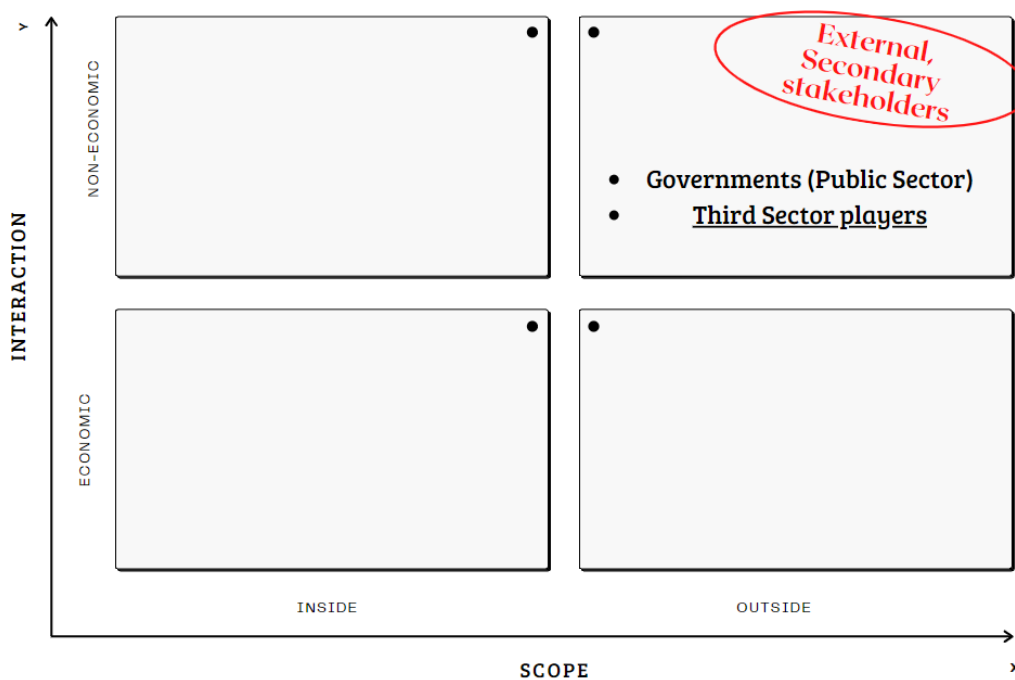 Y
NON-ECONOMIC
External,
Secondary
stakeholders
• Governments (Public Sector)
• Third Sector players
INTERACTION
ECONOMIC
INSIDE
OUTSIDE
SCOPE
X